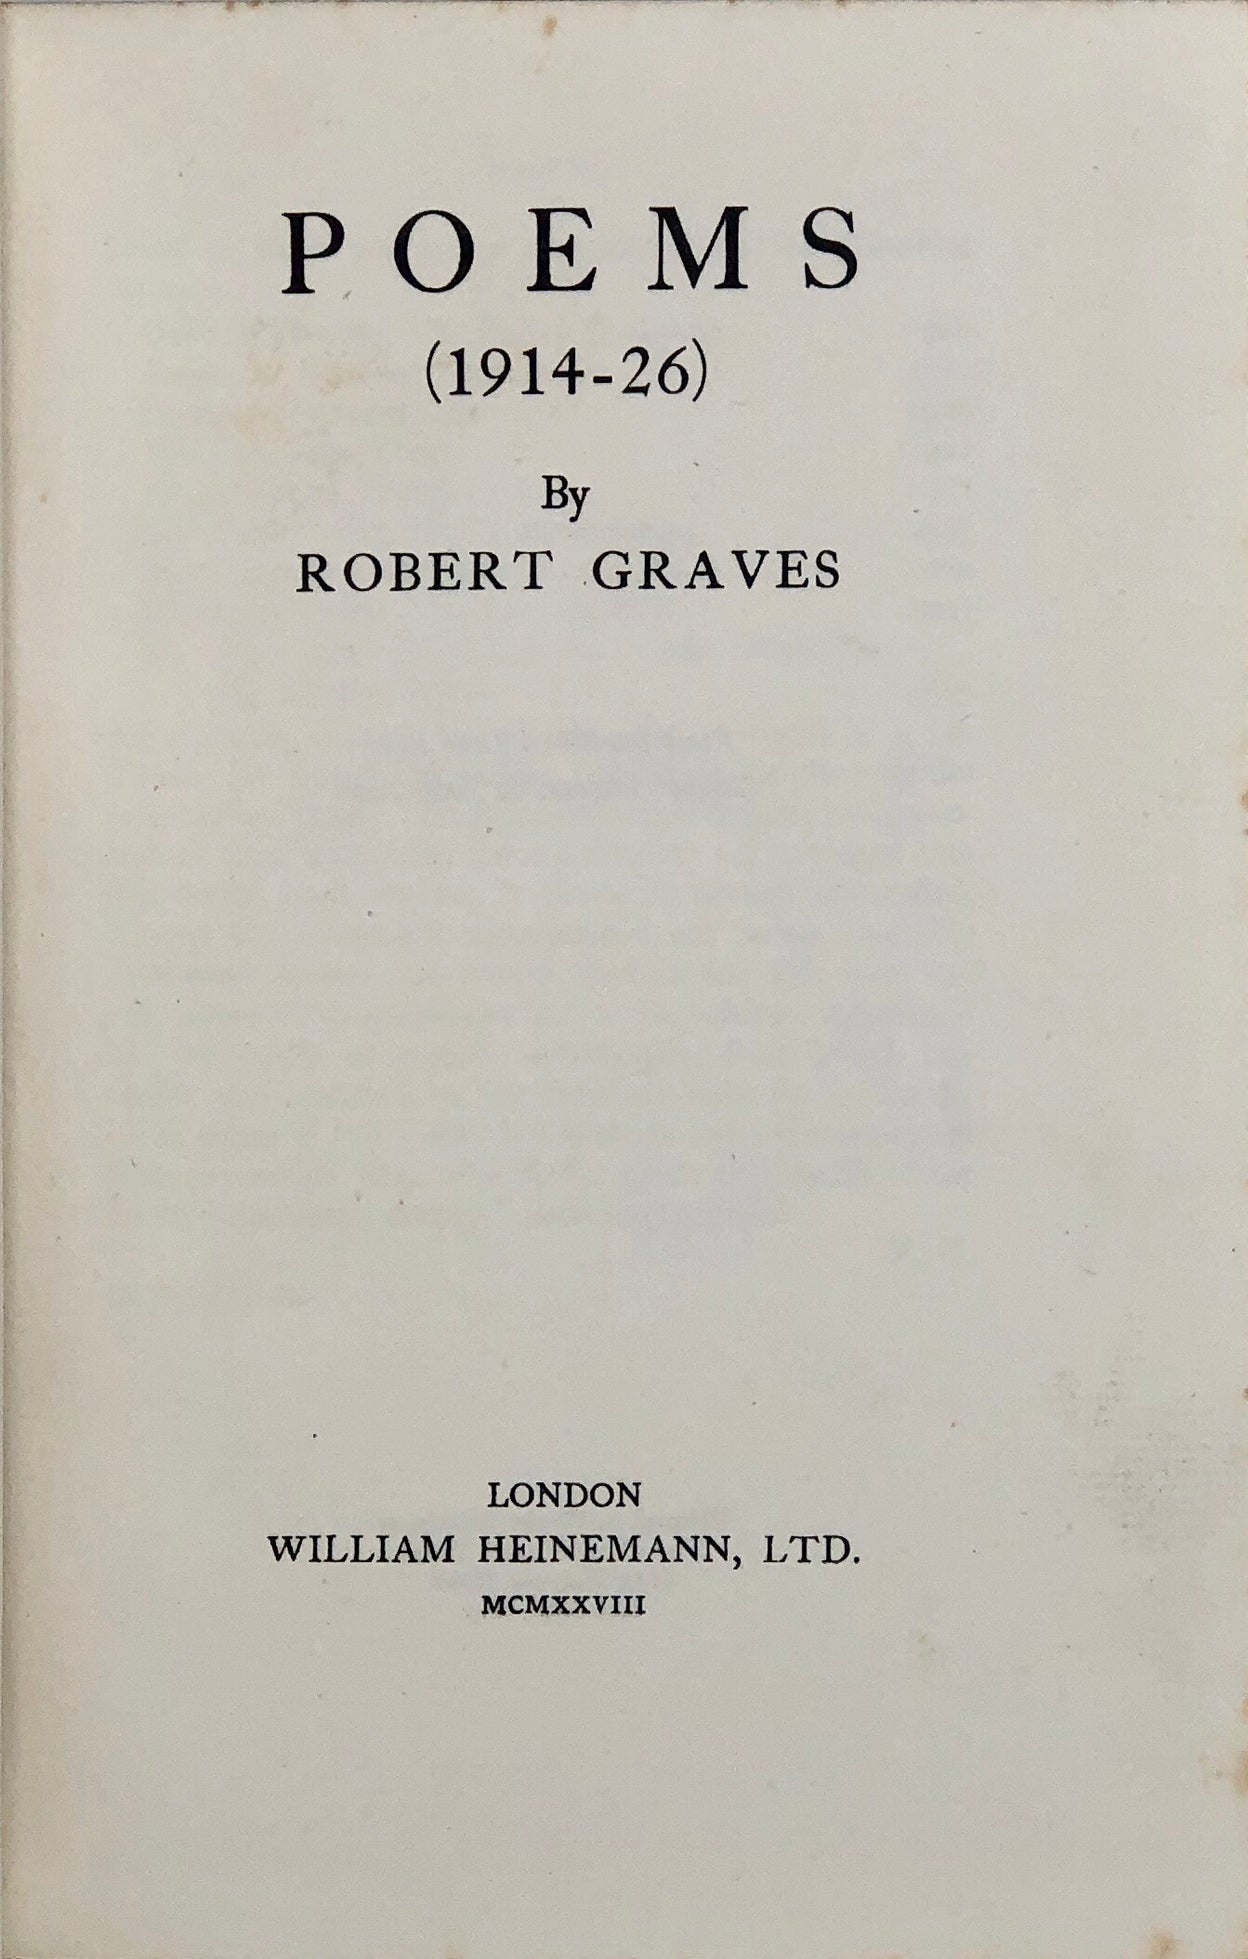 POEMS
(1914-26)
By
ROBERT GRAVES
LONDON
WILLIAM HEINEMANN, LTD.
MCMXXVIII